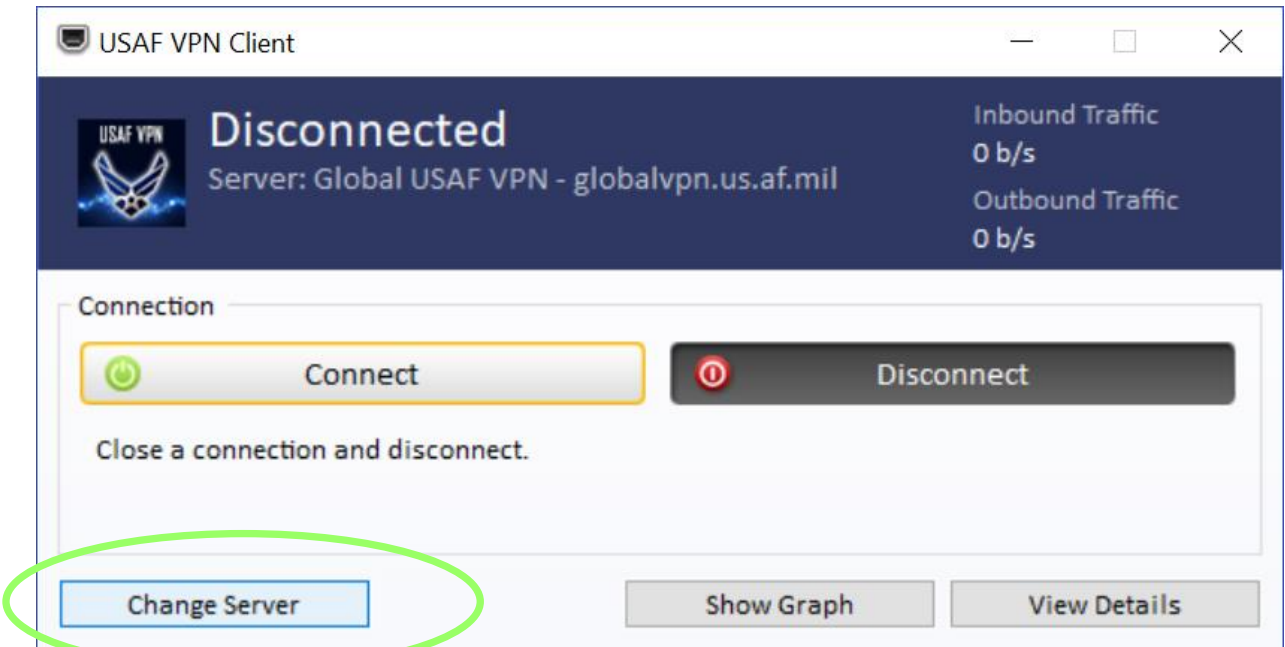 USAF VPN Client
USAF VPN
Disconnected
Server: Global USAF VPN - globalvpn.us.af.mil
Inbound Traffic
0 b/s
Outbound Traffic
0 b/s
Connection
Connect
Disconnect
Close a connection and disconnect.
Change Server
Show Graph
View Details